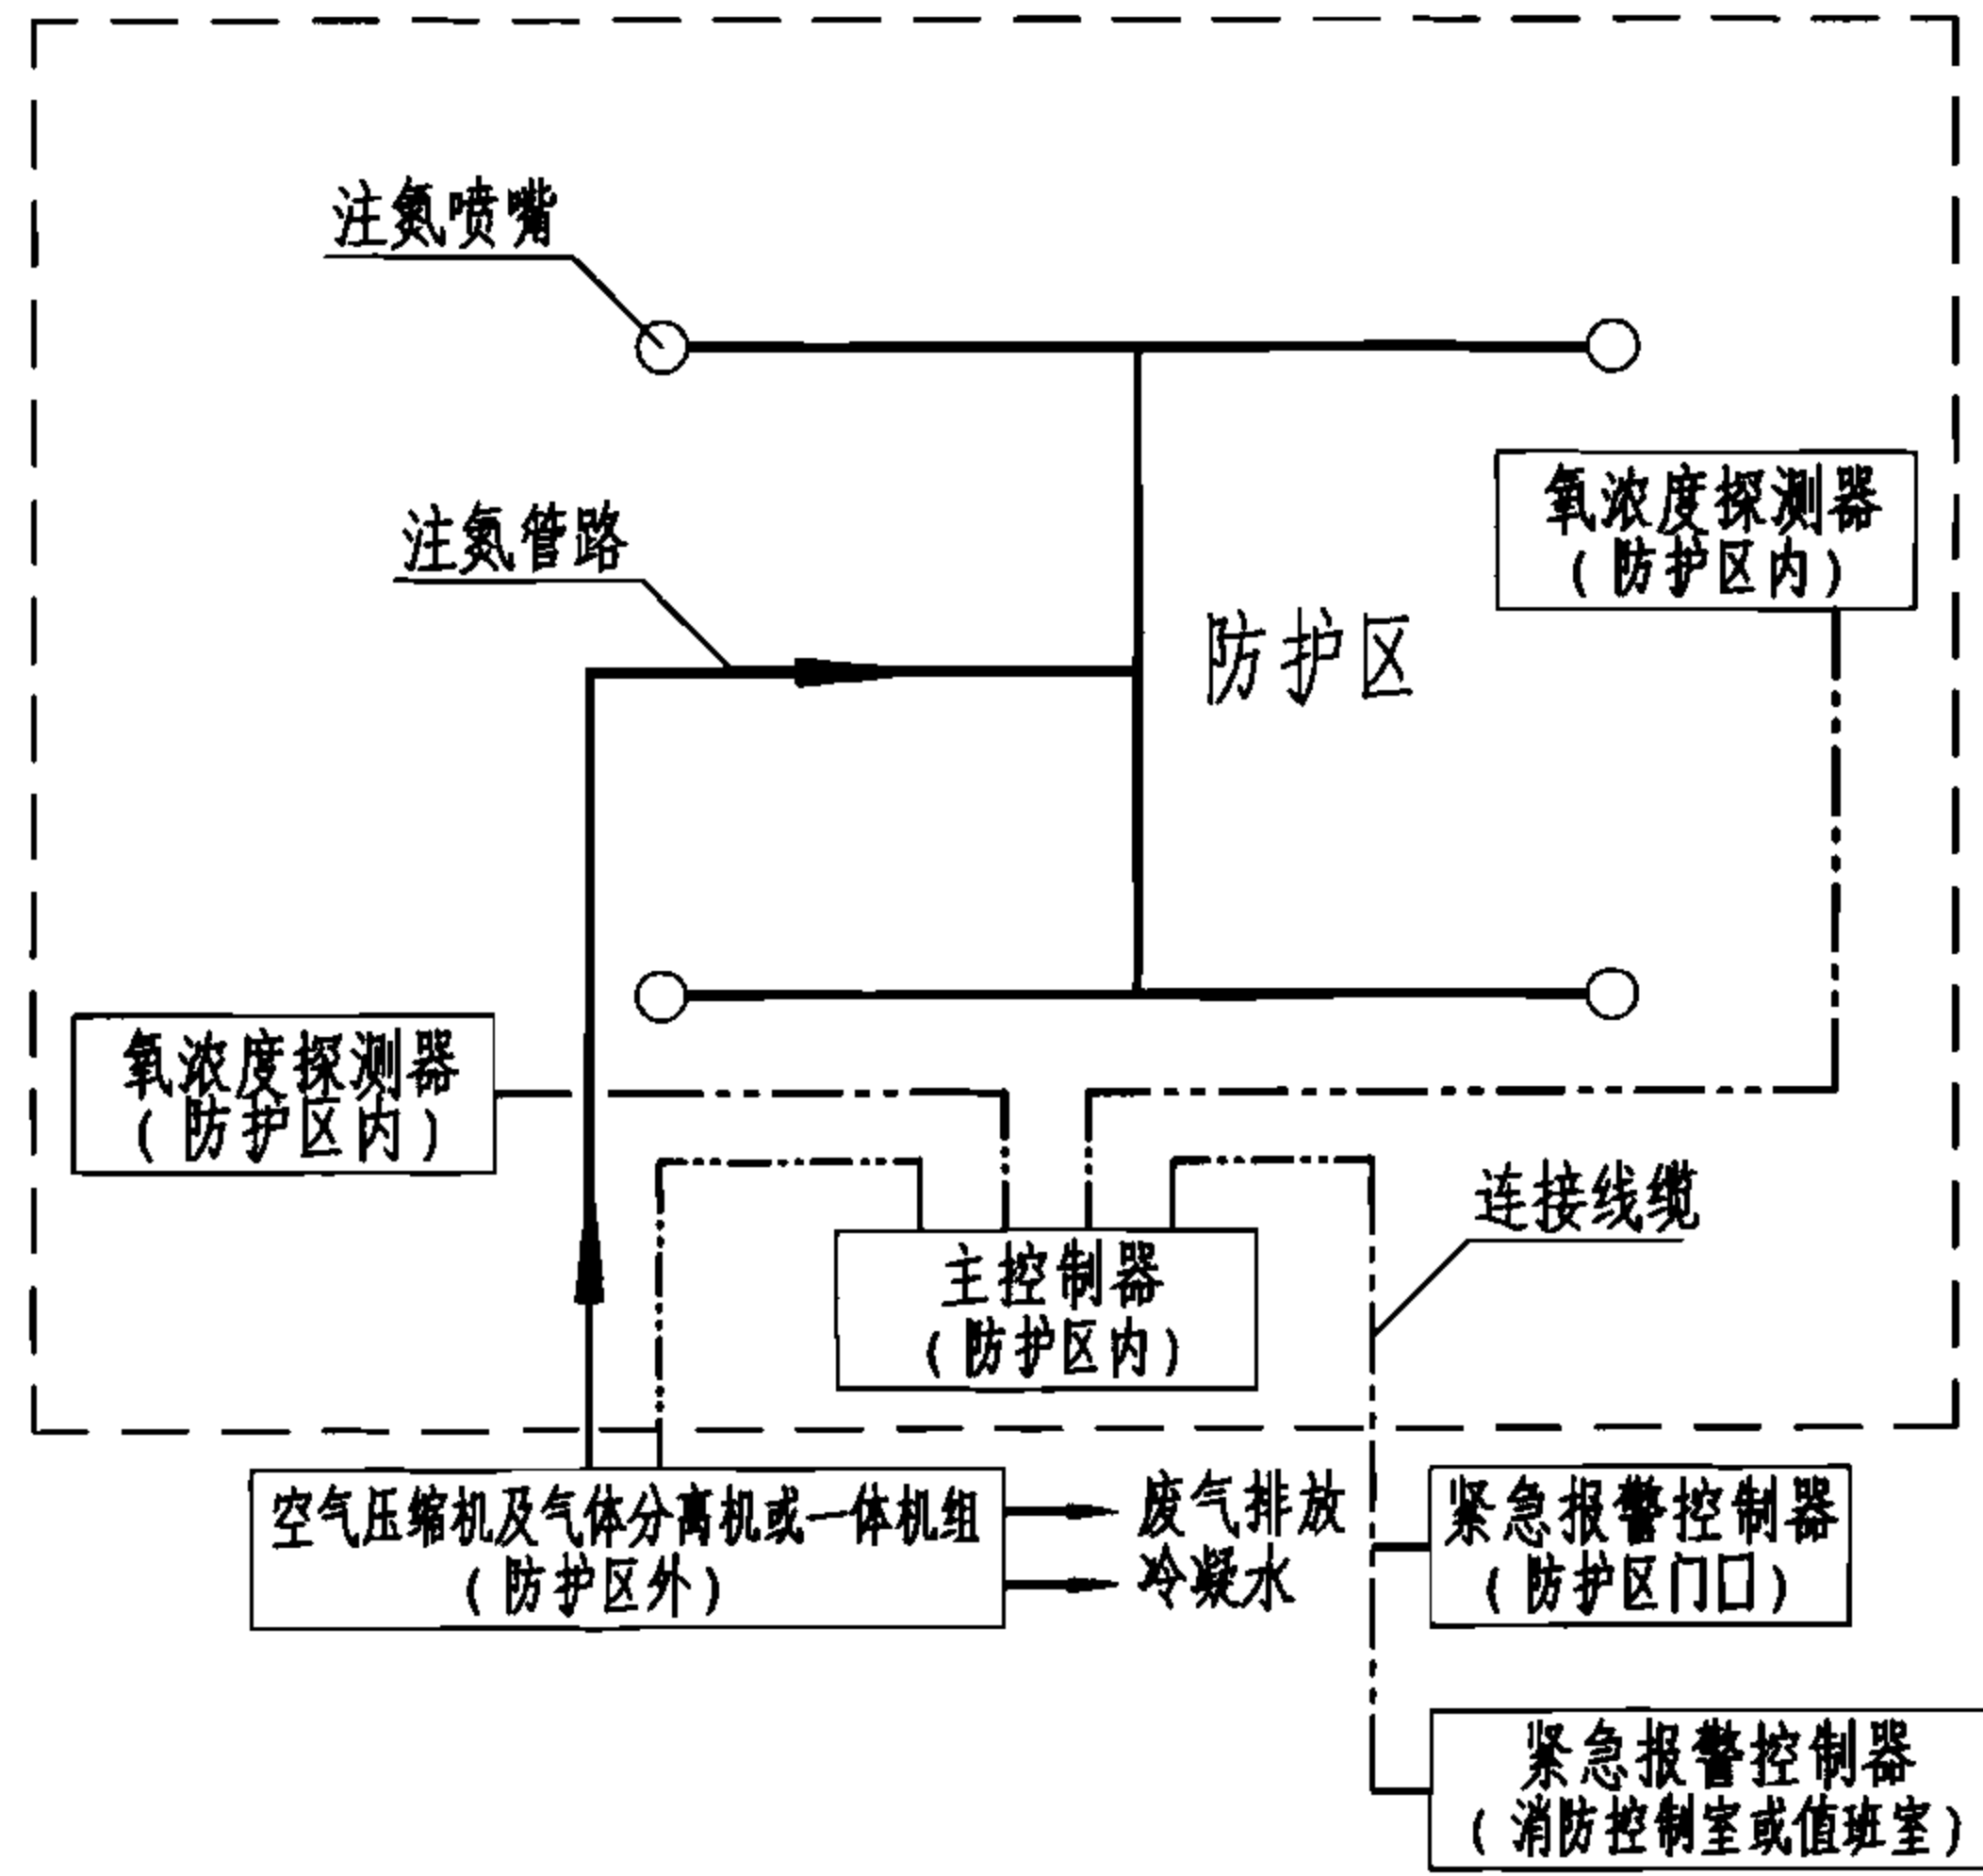 注氮喷嘴
氧浓度探测器
(防护区内)
注氮管路
防护区
氧浓度探测器
(防护区内)
连接线缆
主控制器
(防护区内)
空气压缩机及气体分离机或一体机组
(防护区外)
废气排放
冷凝水
紧急报警控制器
(防护区门口)
紧急报警控制器
(消防控制室或值班室)